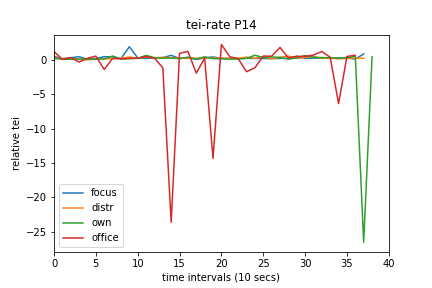 tei-rate P14
relative tei
0
−5
−10
−15
−20
−25
focus
distr
own
office
0 5 10 15 20 25 30 35 40
time intervals (10 secs)